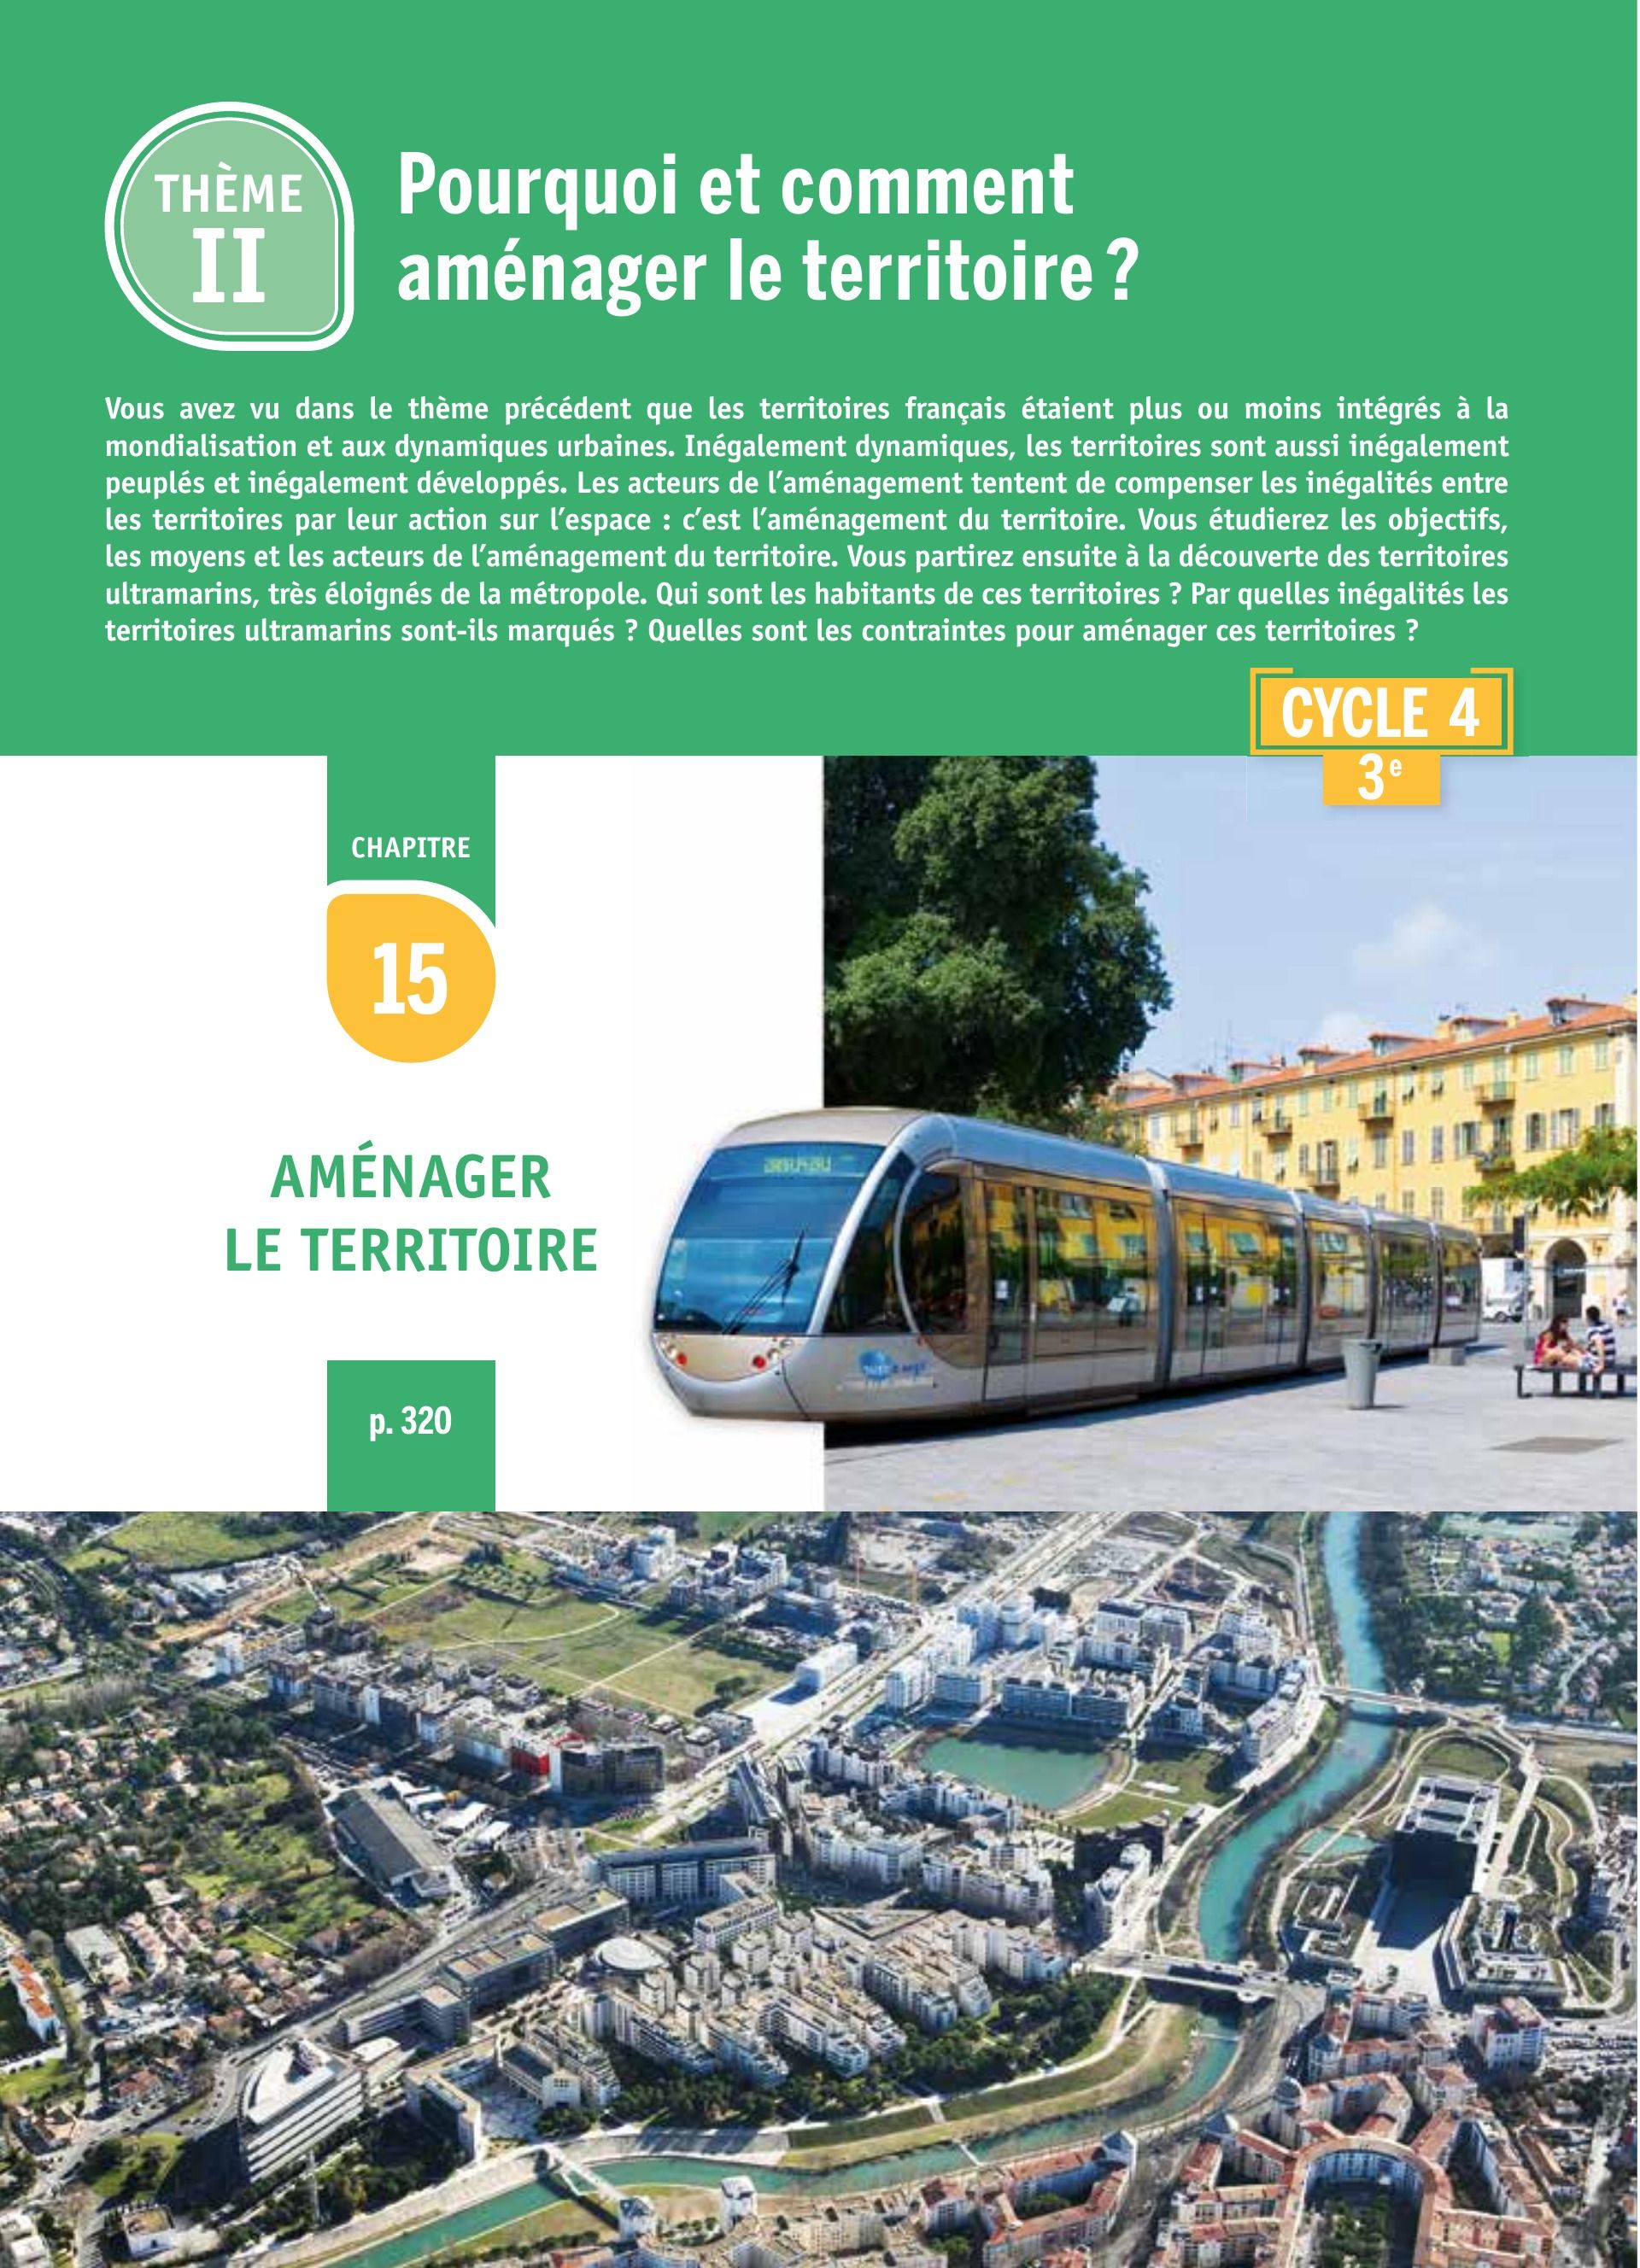 THÈME
II
Pourquoi et comment
aménager le territoire ?
Vous avez vu dans le thème précédent que les territoires français étaient plus ou moins intégrés à la
mondialisation et aux dynamiques urbaines. Inégalement dynamiques, les territoires sont aussi inégalement
peuplés et inégalement développés. Les acteurs de l’aménagement tentent de compenser les inégalités entre
les territoires par leur action sur l’espace : c’est l’aménagement du territoire. Vous étudierez les objectifs,
les moyens et les acteurs de l’aménagement du territoire. Vous partirez ensuite à la découverte des territoires
ultramarins, très éloignés de la métropole. Qui sont les habitants de ces territoires ? Par quelles inégalités les
territoires ultramarins sont-ils marqués ? Quelles sont les contraintes pour aménager ces territoires ?
CYCLE 4
3e
CHAPITRE
15
AMÉNAGER
LE TERRITOIRE
p. 320